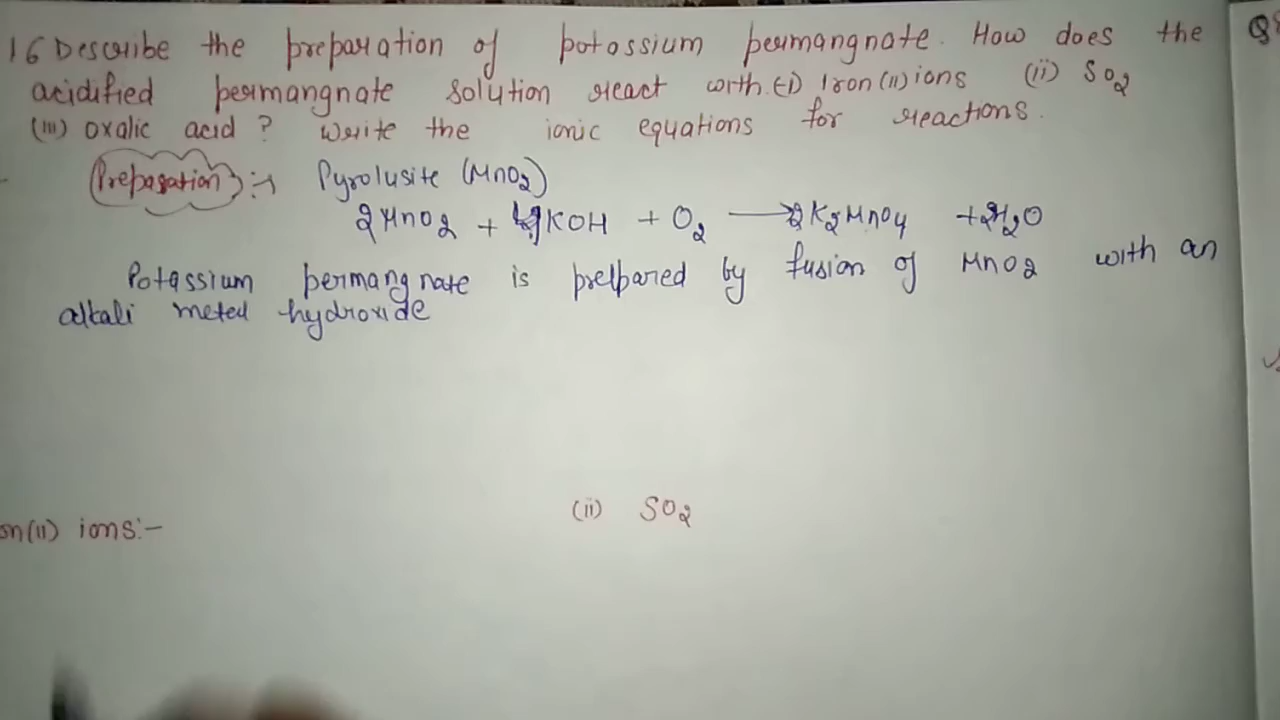 16 Describe the preparation of potossium permangnate. How does the
acidified permangnate solution react with (i) Iron (II) ions (ii) SO2
(iii) oxalic acid ? Write the ionic equations for reactions.
Preparation :→ Pyrolusite (MnO2)
2MnO2 + 4KOH + O2 → 2K2MnO4 + 2H2O
Potassium permangnate is prelpared by fusion of MnO2 with an
alkali metal hydroxide
on(II) ions:- (ii) SO2